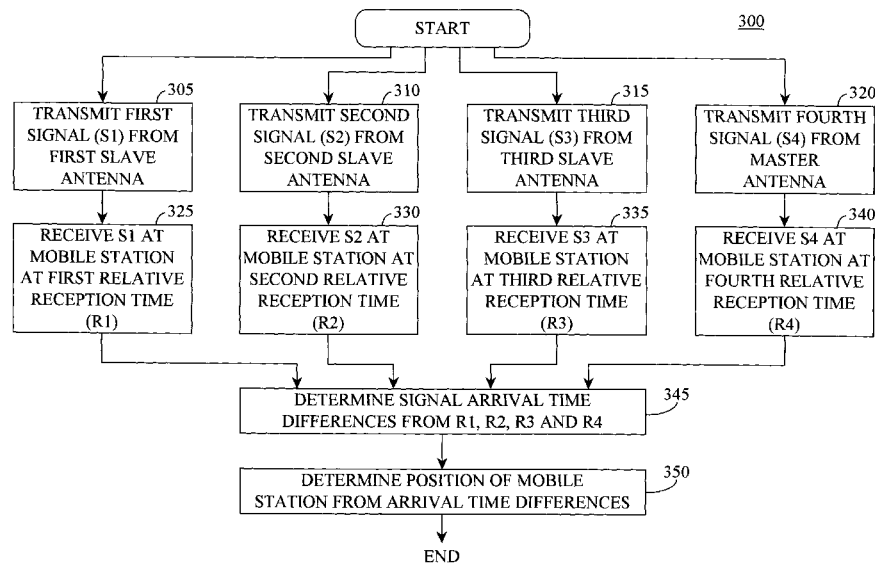 START
300
305
TRANSMIT FIRST
SIGNAL (S1) FROM
FIRST SLAVE
ANTENNA
310
TRANSMIT SECOND
SIGNAL (S2) FROM
SECOND SLAVE
ANTENNA
315
TRANSMIT THIRD
SIGNAL (S3) FROM
THIRD SLAVE
ANTENNA
320
TRANSMIT FOURTH
SIGNAL (S4) FROM
MASTER
ANTENNA
325
RECEIVE S1 AT
MOBILE STATION
AT FIRST RELATIVE
RECEPTION TIME
(R1)
330
RECEIVE S2 AT
MOBILE STATION AT
SECOND RELATIVE
RECEPTION TIME
(R2)
335
RECEIVE S3 AT
MOBILE STATION
AT THIRD RELATIVE
RECEPTION TIME
(R3)
340
RECEIVE S4 AT
MOBILE STATION AT
FOURTH RELATIVE
RECEPTION TIME
(R4)
DETERMINE SIGNAL ARRIVAL TIME
DIFFERENCES FROM R1, R2, R3 AND R4
345
DETERMINE POSITION OF MOBILE
STATION FROM ARRIVAL TIME DIFFERENCES
350
END